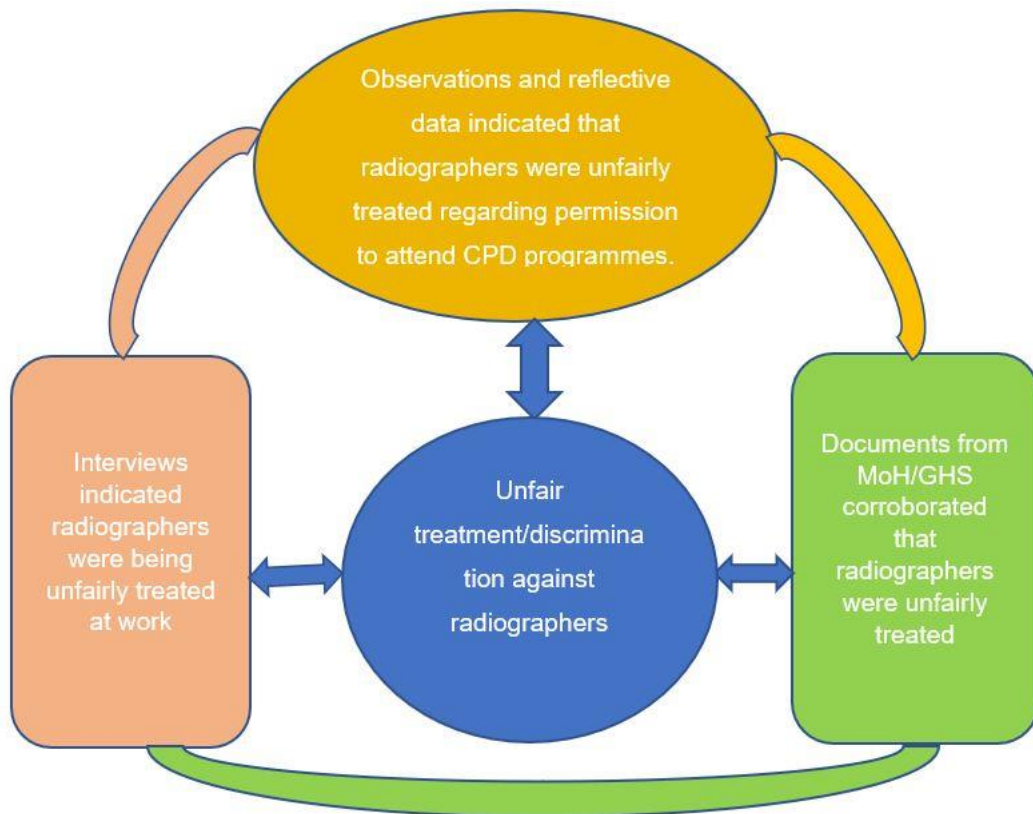 Observations and reflective
data indicated that
radiographers were unfairly
treated regarding permission
to attend CPD programmes.
Interviews
indicated
radiographers
were being
unfairly treated
at work
Unfair
treatment/discrimina
tion against
radiographers
Documents from
MoH/GHS
corroborated
that
radiographers
were unfairly
treated